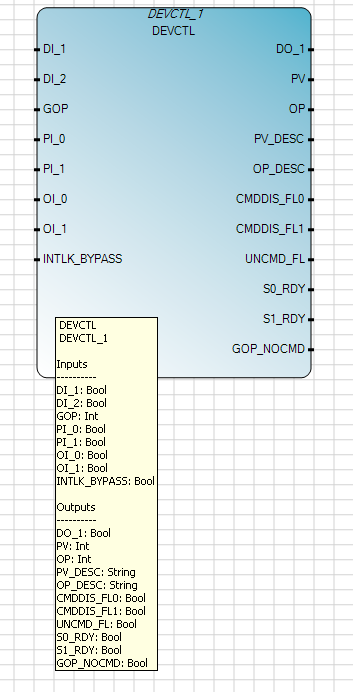 DEVCTL_1
DEVCTL
DI_1
DO_1
DI_2
PV
GOP
OP
PI_0
PV_DESC
PI_1
OP_DESC
OI_0
CMDDIS_FL0
OI_1
CMDDIS_FL1
INTLK_BYPASS
UNCMD_FL
S0_RDY
S1_RDY
GOP_NOCMD
DEVCTL
DEVCTL_1
Inputs
----------
DI_1: Bool
DI_2: Bool
GOP: Int
PI_0: Bool
PI_1: Bool
OI_0: Bool
OI_1: Bool
INTLK_BYPASS: Bool
Outputs
----------
DO_1: Bool
PV: Int
OP: Int
PV_DESC: String
OP_DESC: String
CMDDIS_FL0: Bool
CMDDIS_FL1: Bool
UNCMD_FL: Bool
S0_RDY: Bool
S1_RDY: Bool
GOP_NOCMD: Bool